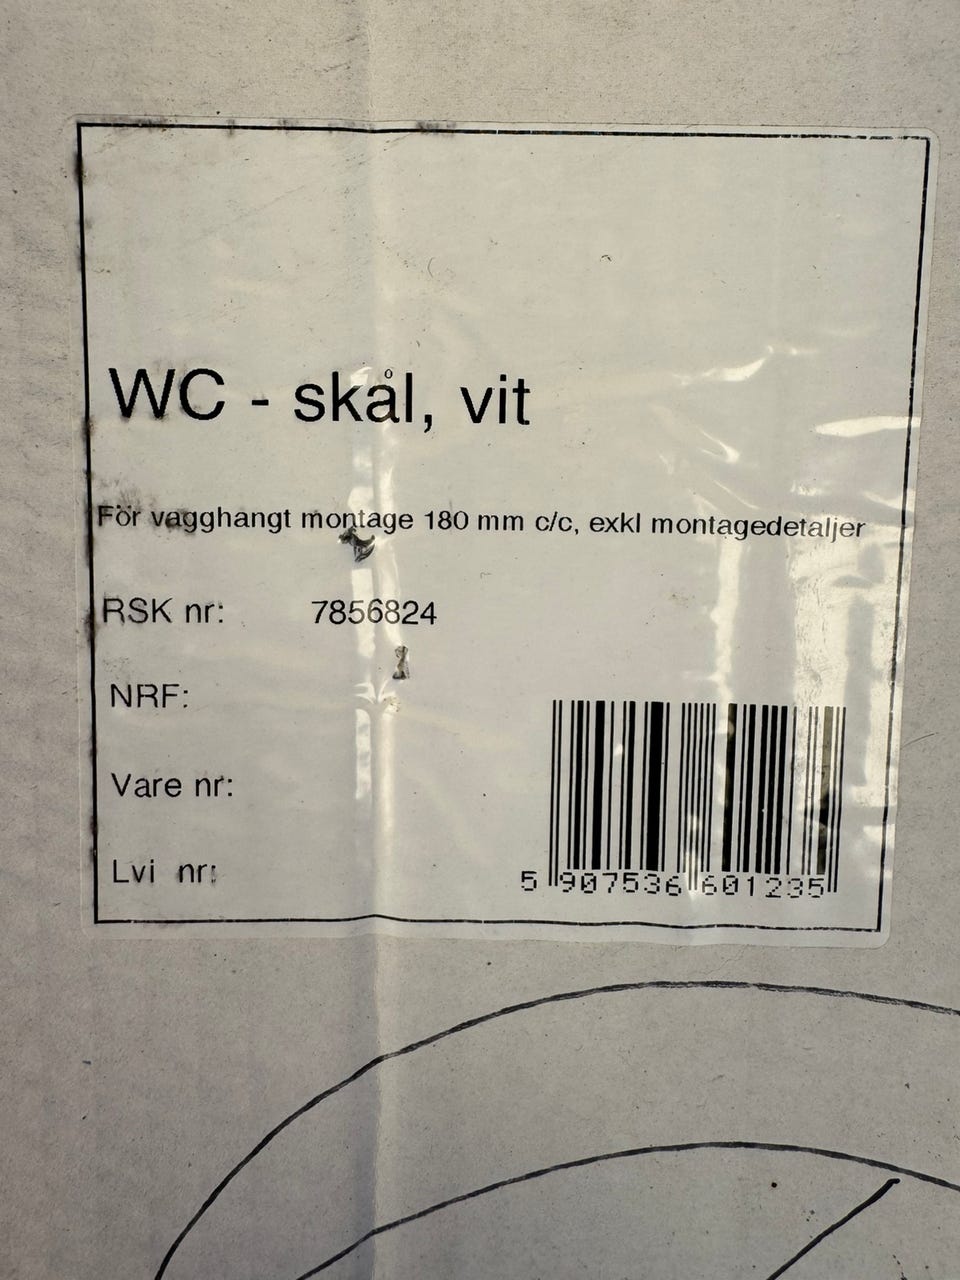 WC - skål, vit
För vagghangt montage 180 mm c/c, exkl montagedetaljer
RSK nr: 7856824
NRF:
Vare nr:
Lvi nr:
5 907536 601235